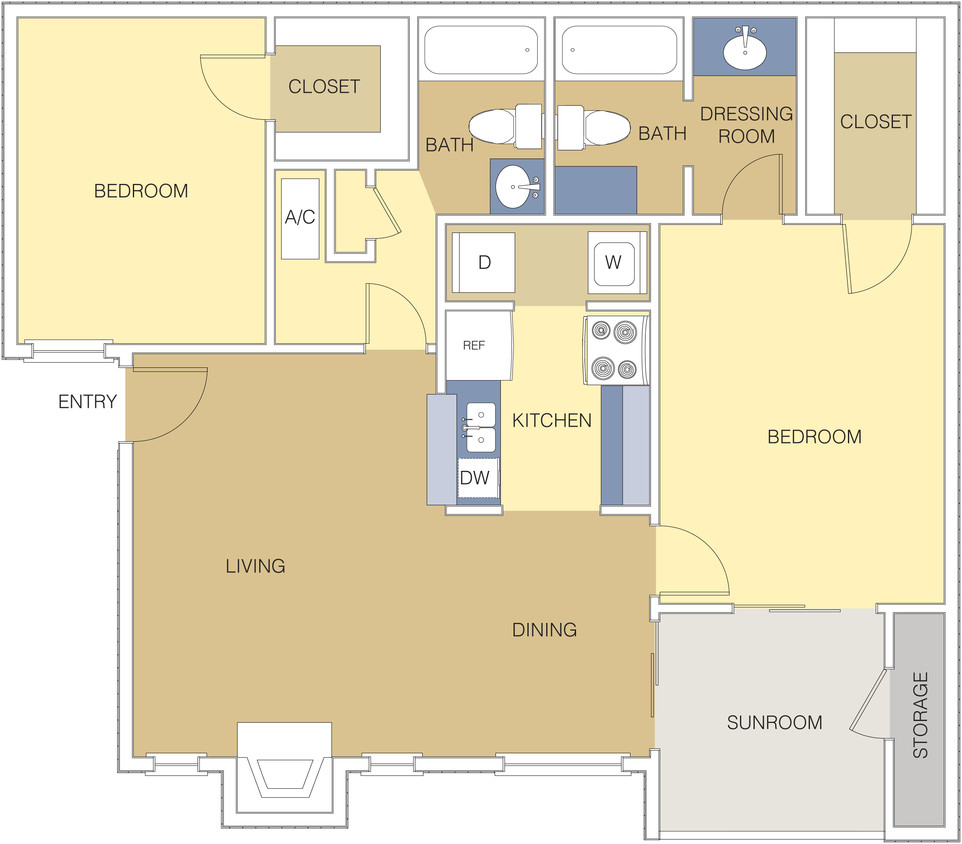 CLOSET
BATH
BATH
DRESSING
ROOM
CLOSET
BEDROOM
A/C
D
W
REF
ENTRY
KITCHEN
BEDROOM
DW
LIVING
DINING
SUNROOM
STORAGE